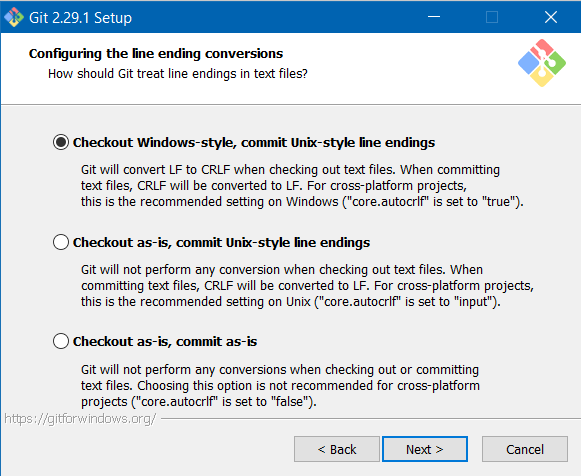 Git 2.29.1 Setup
Configuring the line ending conversions
How should Git treat line endings in text files?
Checkout Windows-style, commit Unix-style line endings
Git will convert LF to CRLF when checking out text files. When committing
text files, CRLF will be converted to LF. For cross-platform projects,
this is the recommended setting on Windows ("core.autocrlf" is set to "true").
Checkout as-is, commit Unix-style line endings
Git will not perform any conversion when checking out text files. When
committing text files, CRLF will be converted to LF. For cross-platform projects,
this is the recommended setting on Unix ("core.autocrlf" is set to "input").
Checkout as-is, commit as-is
Git will not perform any conversions when checking out or committing
text files. Choosing this option is not recommended for cross-platform
projects ("core.autocrlf" is set to "false").
https://gitforwindows.org/
< Back Next > Cancel